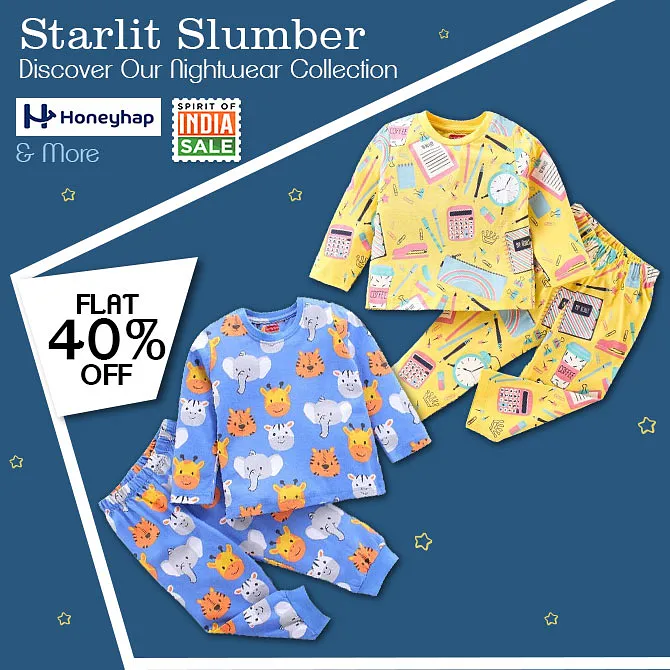 Starlit Slumber
Discover Our Nightwear Collection
Honeyhap
SPIRIT OF
INDIA
SALE
& More
FLAT
40%
OFF